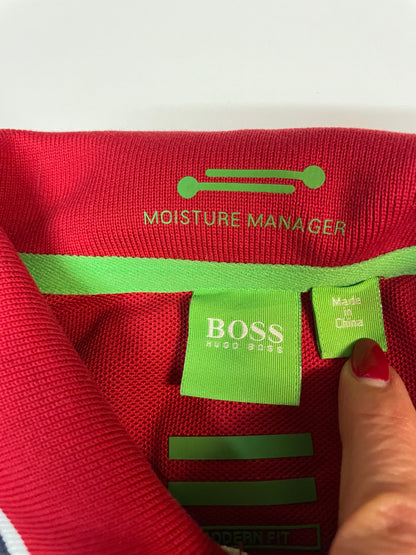 MOISTURE MANAGER
BOSS
HUGO BOSS
Made
in
China
MODERN FIT